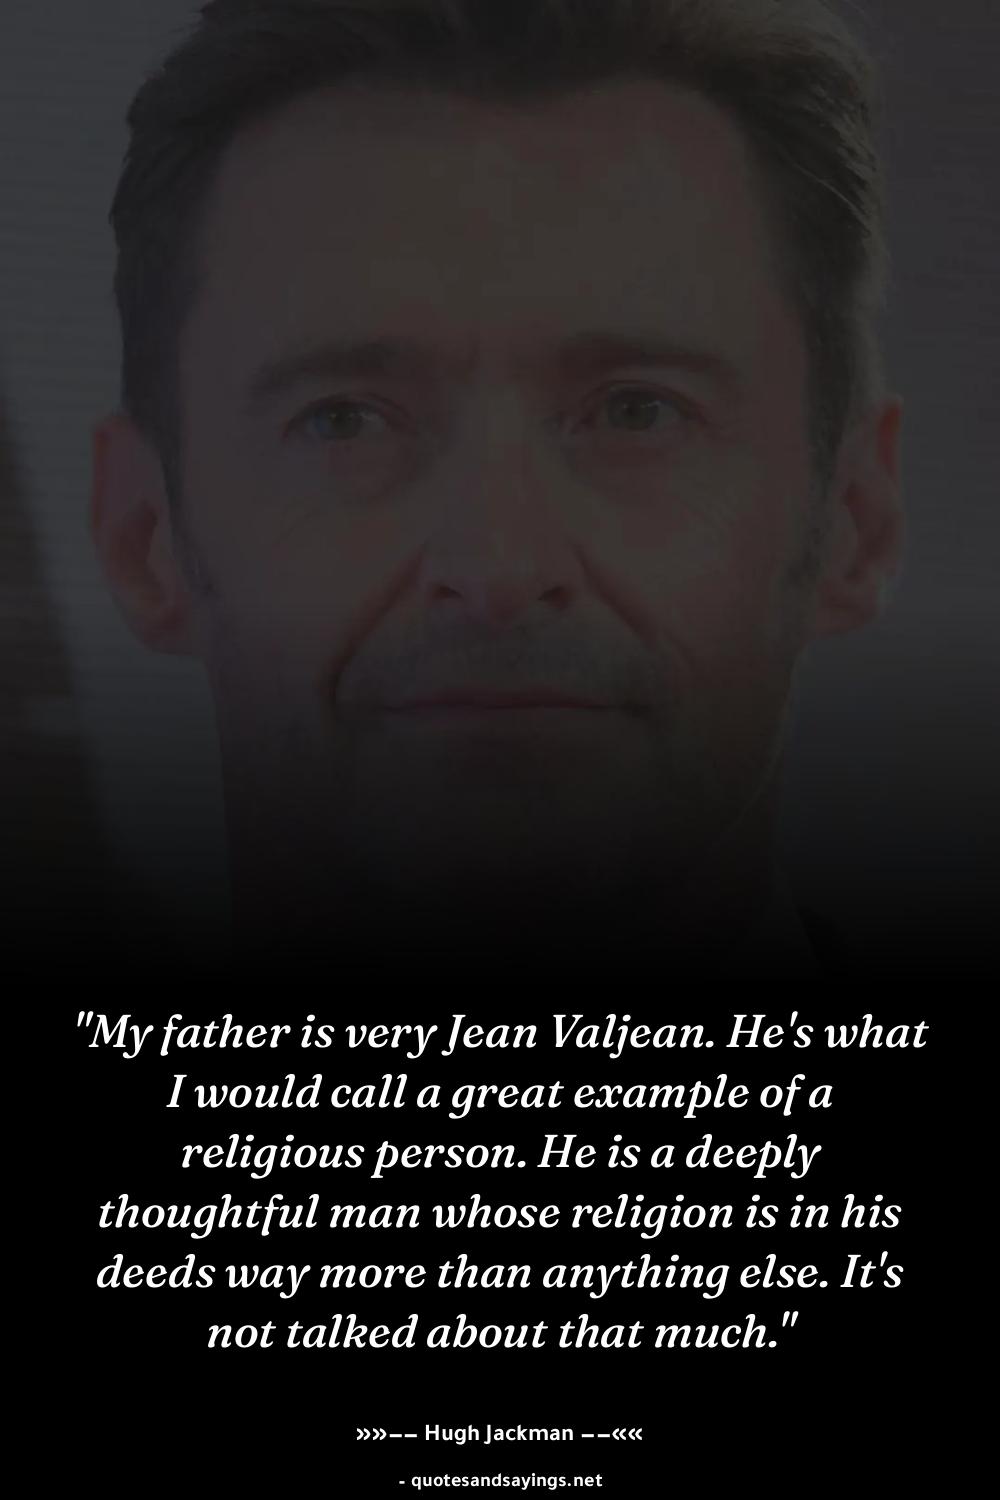 "My father is very Jean Valjean. He's what
I would call a great example of a
religious person. He is a deeply
thoughtful man whose religion is in his
deeds way more than anything else. It's
not talked about that much."
»»−− Hugh Jackman −−««
- quotesandsayings.net